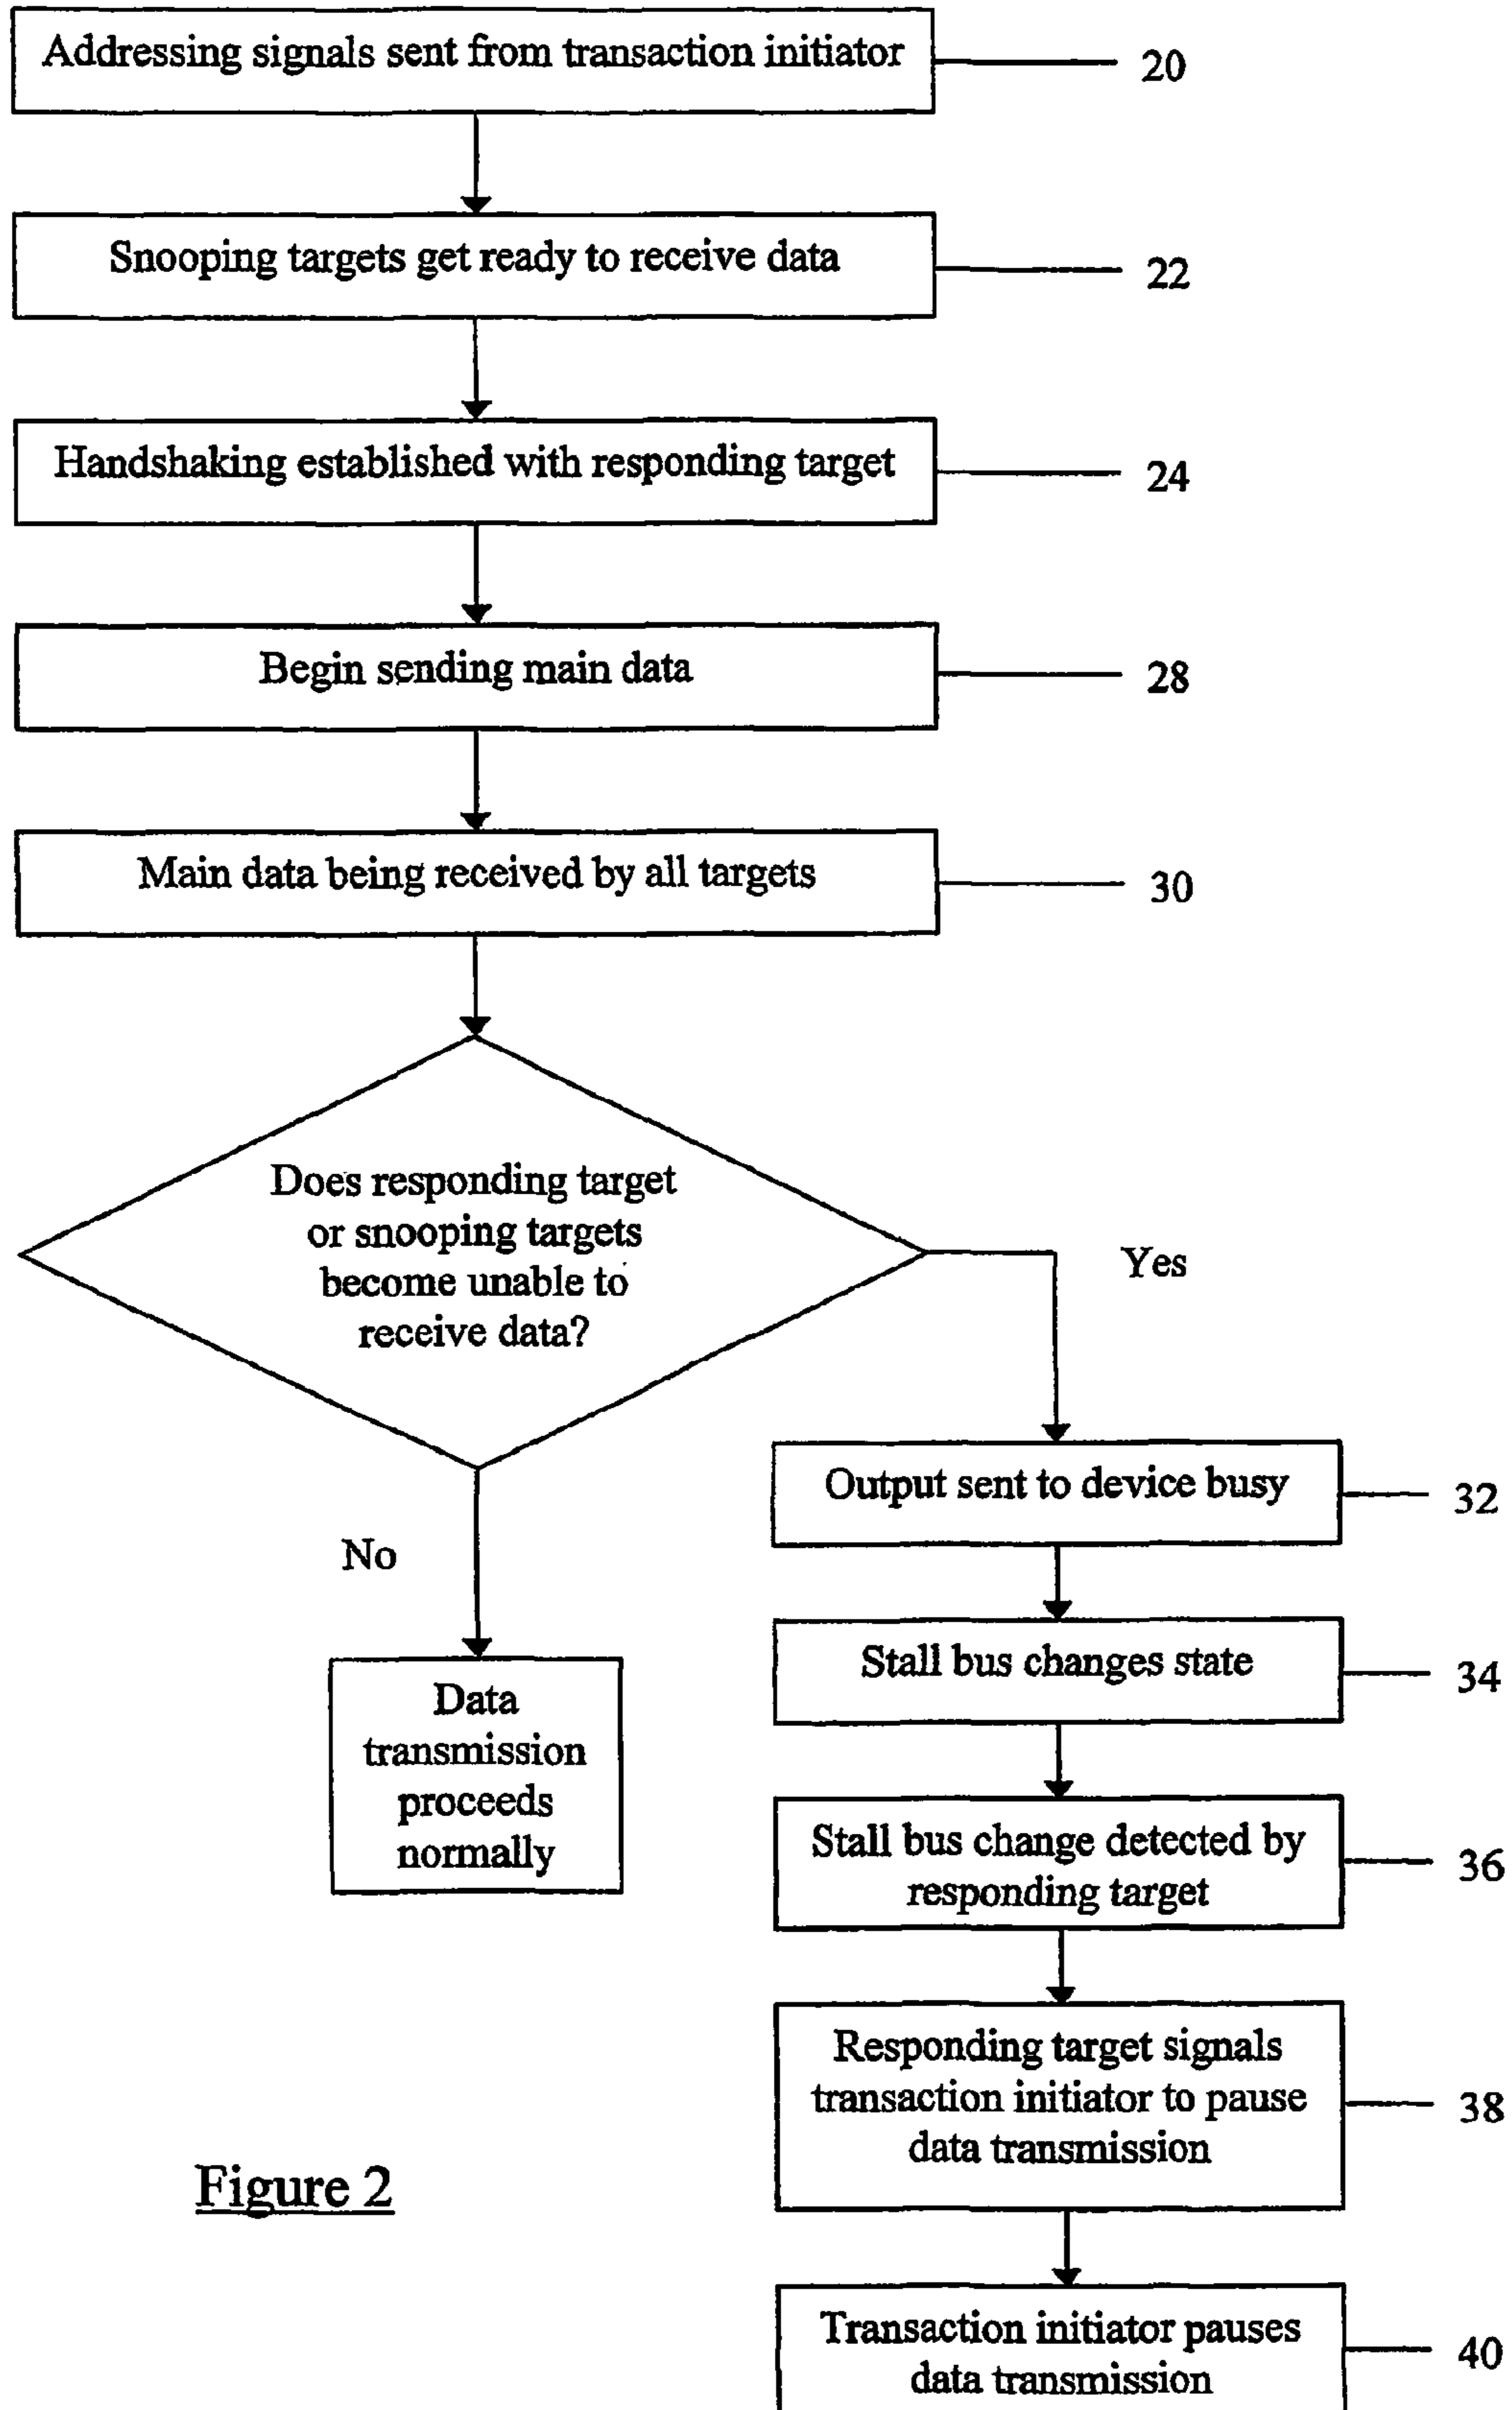 Addressing signals sent from transaction initiator
20
Snooping targets get ready to receive data
22
Handshaking established with responding target
24
Begin sending main data
28
Main data being received by all targets
30
Does responding target
or snooping targets
become unable to
receive data?
Yes
No
Data
transmission
proceeds
normally
Output sent to device busy
32
Stall bus changes state
34
Stall bus change detected by
responding target
36
Responding target signals
transaction initiator to pause
data transmission
38
Transaction initiator pauses
data transmission
40
Figure 2